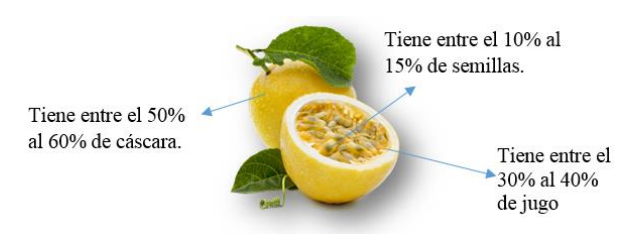 Tiene entre el 10% al
15% de semillas.
Tiene entre el 50%
al 60% de cáscara.
Tiene entre el
30% al 40%
de jugo